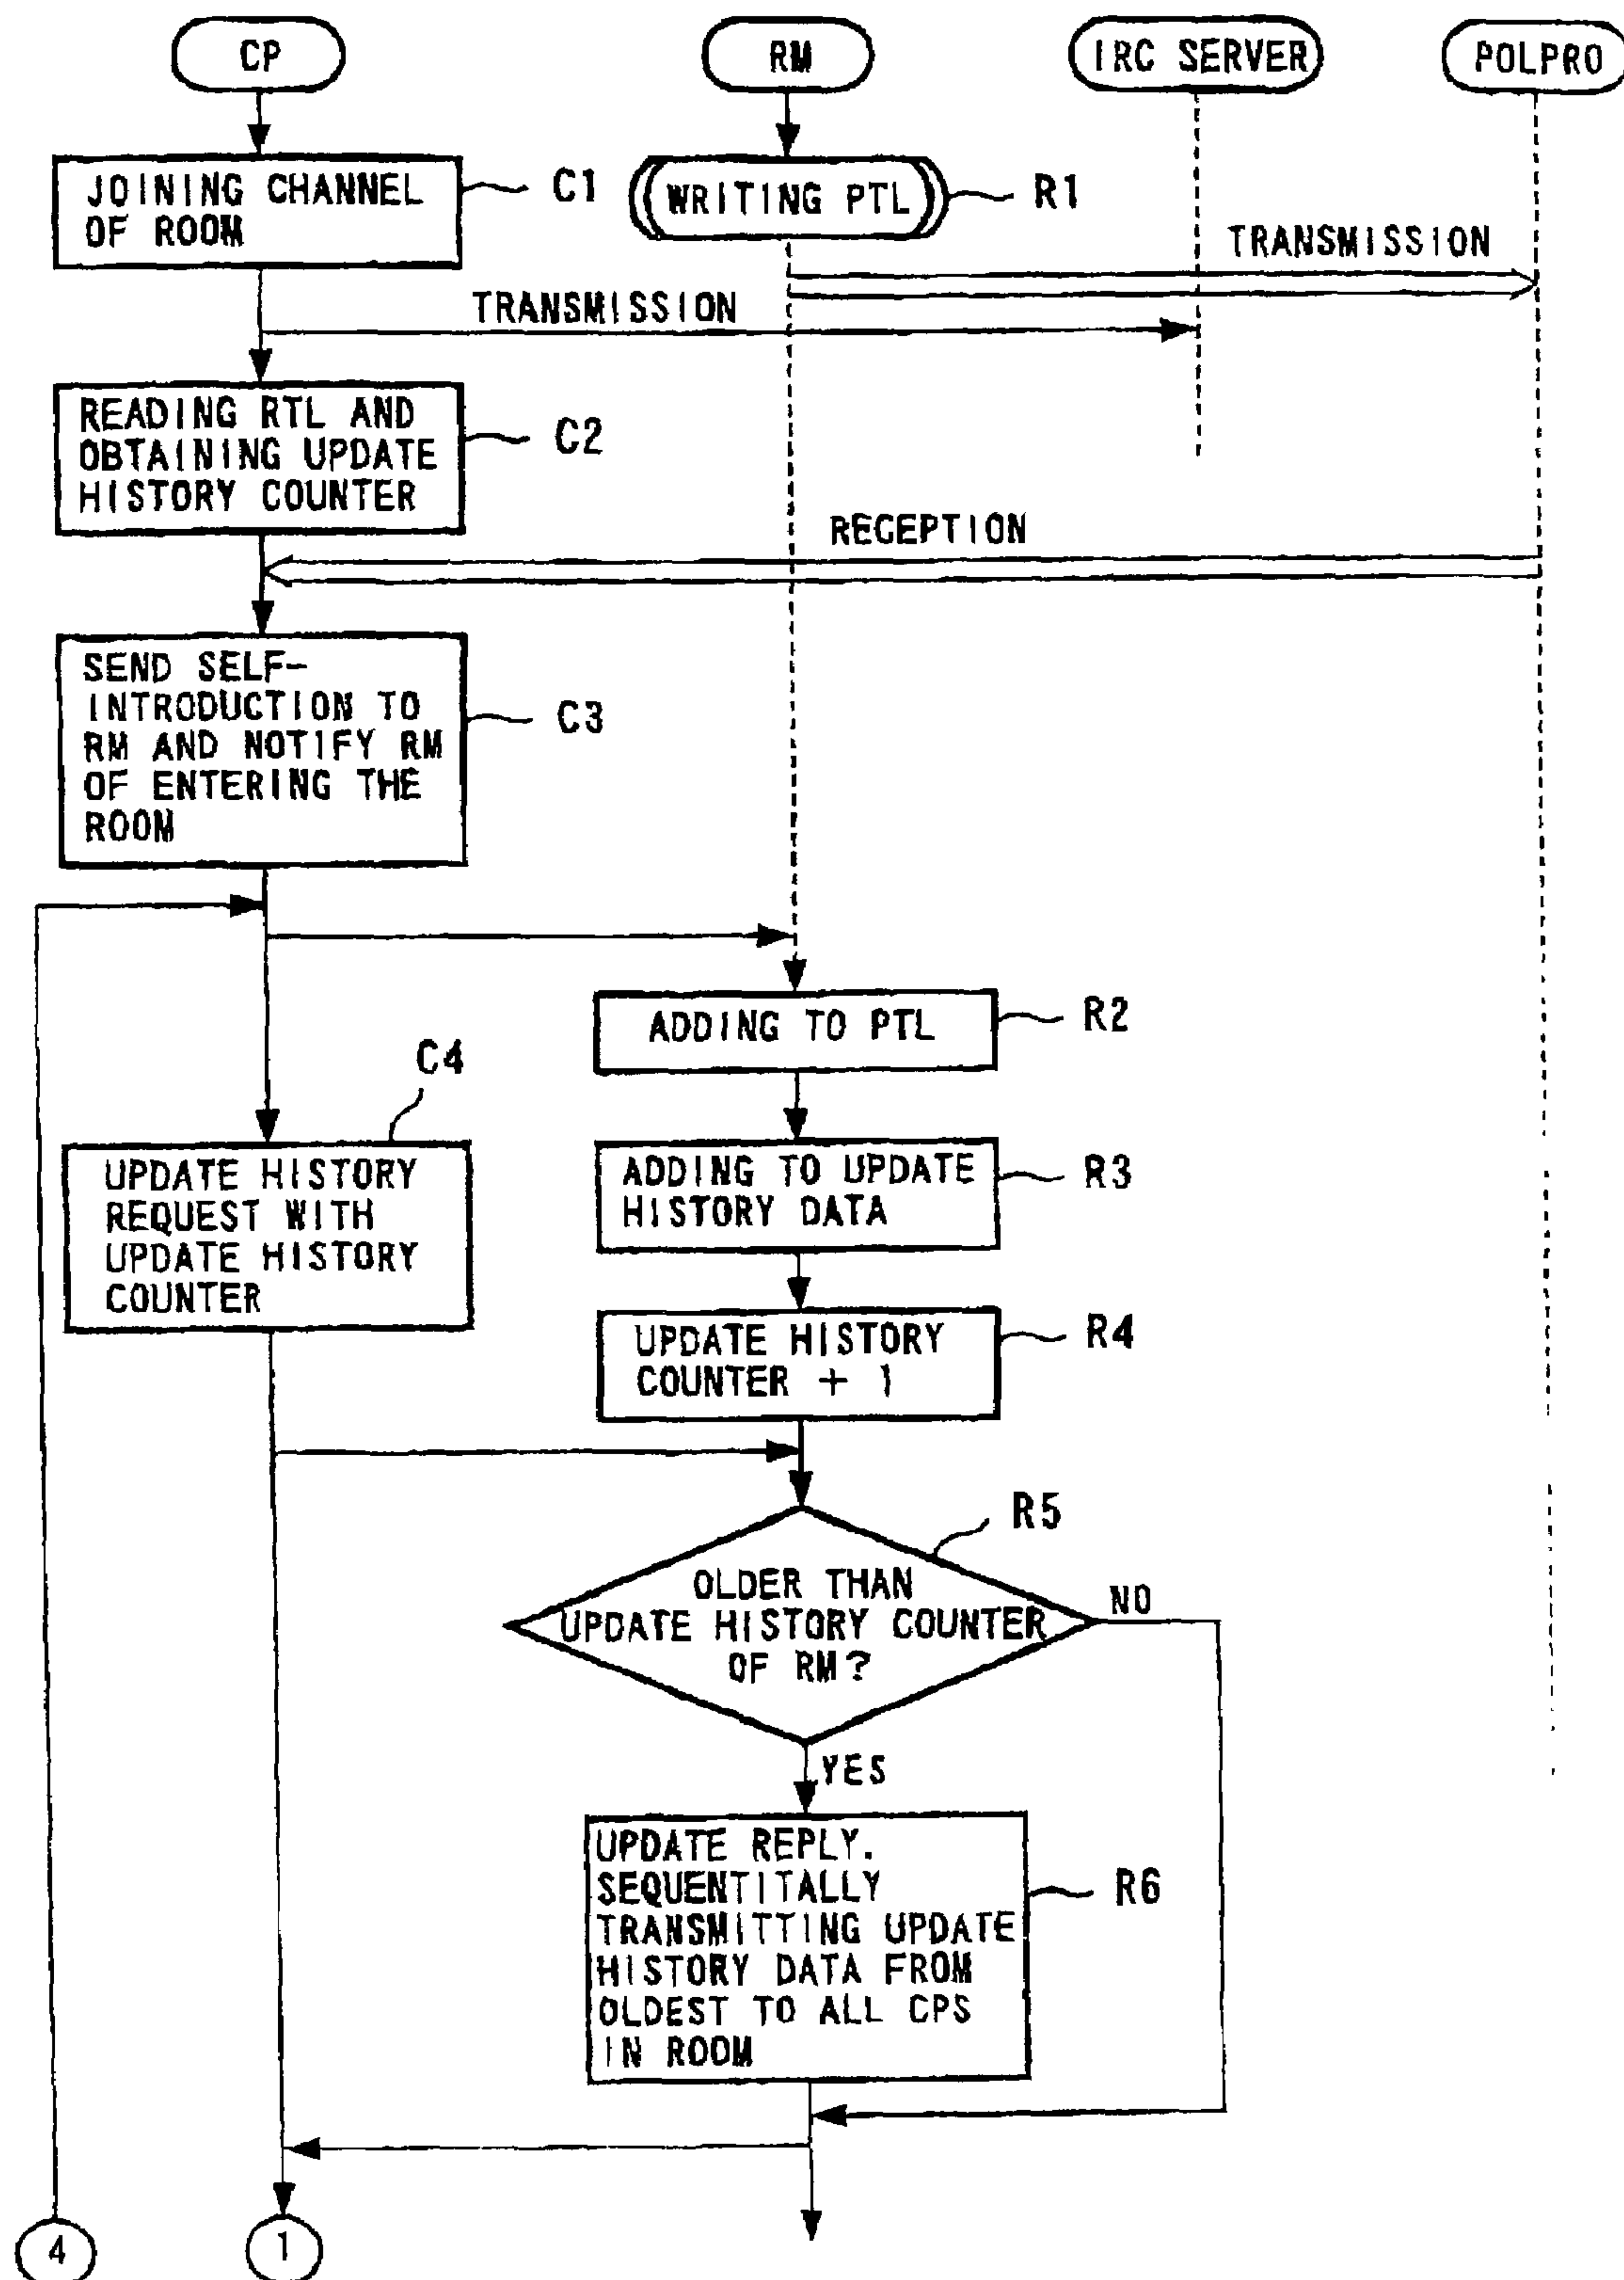 CP
RM
IRC SERVER
POLPRO
JOINING CHANNEL
OF ROOM
C1
WRITING PTL
R1
TRANSMISSION
TRANSMISSION
READING RTL AND
OBTAINING UPDATE
HISTORY COUNTER
C2
RECEPTION
SEND SELF-
INTRODUCTION TO
RM AND NOTIFY RM
OF ENTERING THE
ROOM
C3
ADDING TO PTL
R2
C4
UPDATE HISTORY
REQUEST WITH
UPDATE HISTORY
COUNTER
ADDING TO UPDATE
HISTORY DATA
R3
UPDATE HISTORY
COUNTER + 1
R4
R5
OLDER THAN
UPDATE HISTORY COUNTER
OF RM?
NO
YES
UPDATE REPLY.
SEQUENTITALLY
TRANSMITTING UPDATE
HISTORY DATA FROM
OLDEST TO ALL CPS
IN ROOM
R6
4
1